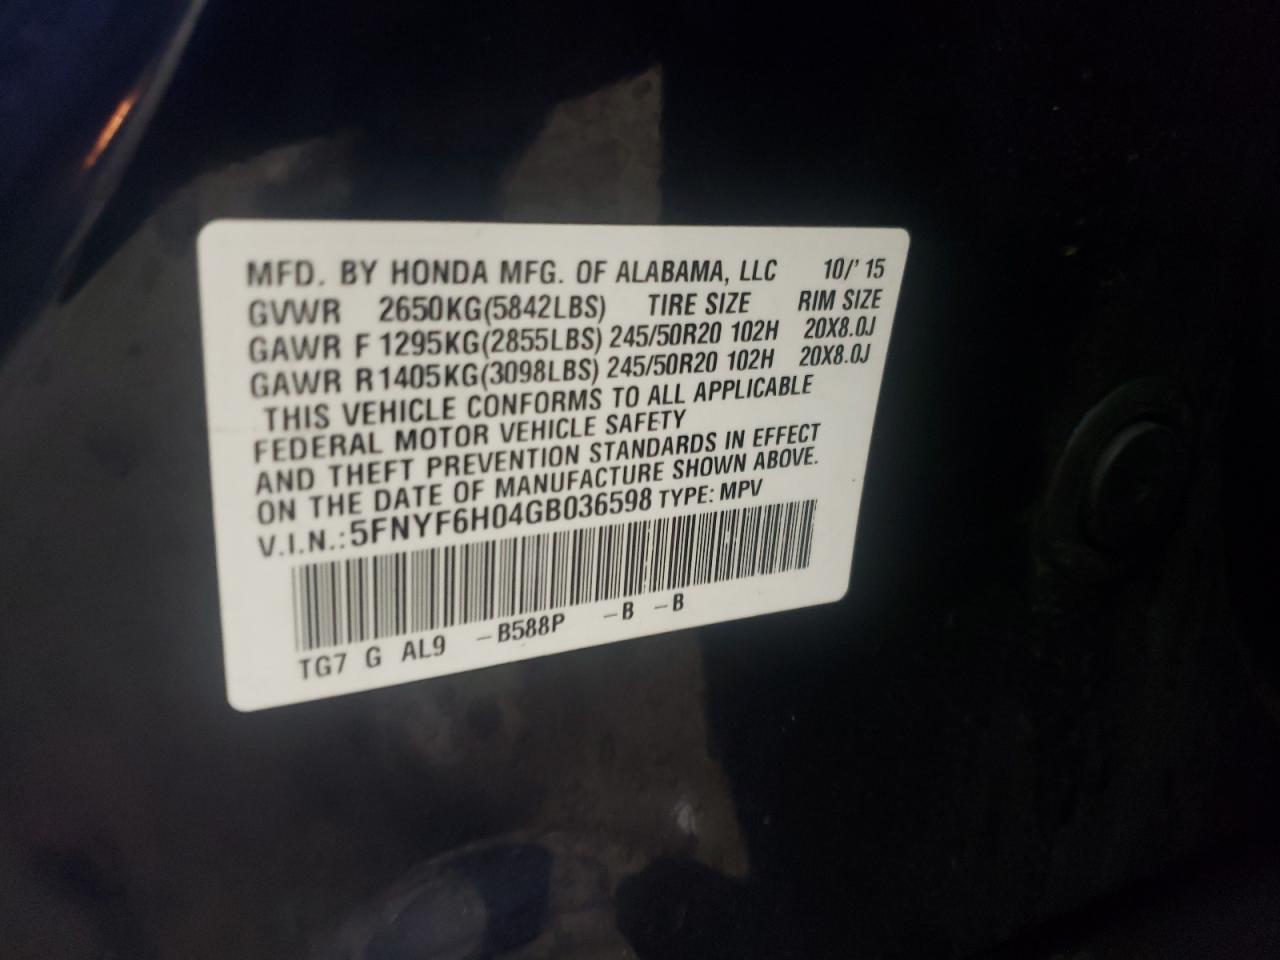 MFD. BY HONDA MFG. OF ALABAMA, LLC 10/'15
GVWR 2650KG(5842LBS) TIRE SIZE RIM SIZE
GAWR F 1295KG(2855LBS) 245/50R20 102H 20X8.0J
GAWR R 1405KG(3098LBS) 245/50R20 102H 20X8.0J
THIS VEHICLE CONFORMS TO ALL APPLICABLE
FEDERAL MOTOR VEHICLE SAFETY
AND THEFT PREVENTION STANDARDS IN EFFECT
ON THE DATE OF MANUFACTURE SHOWN ABOVE.
V.I.N.: 5FNYF6H04GB036598 TYPE: MPV
TG7 G AL9 -B588P -B -B